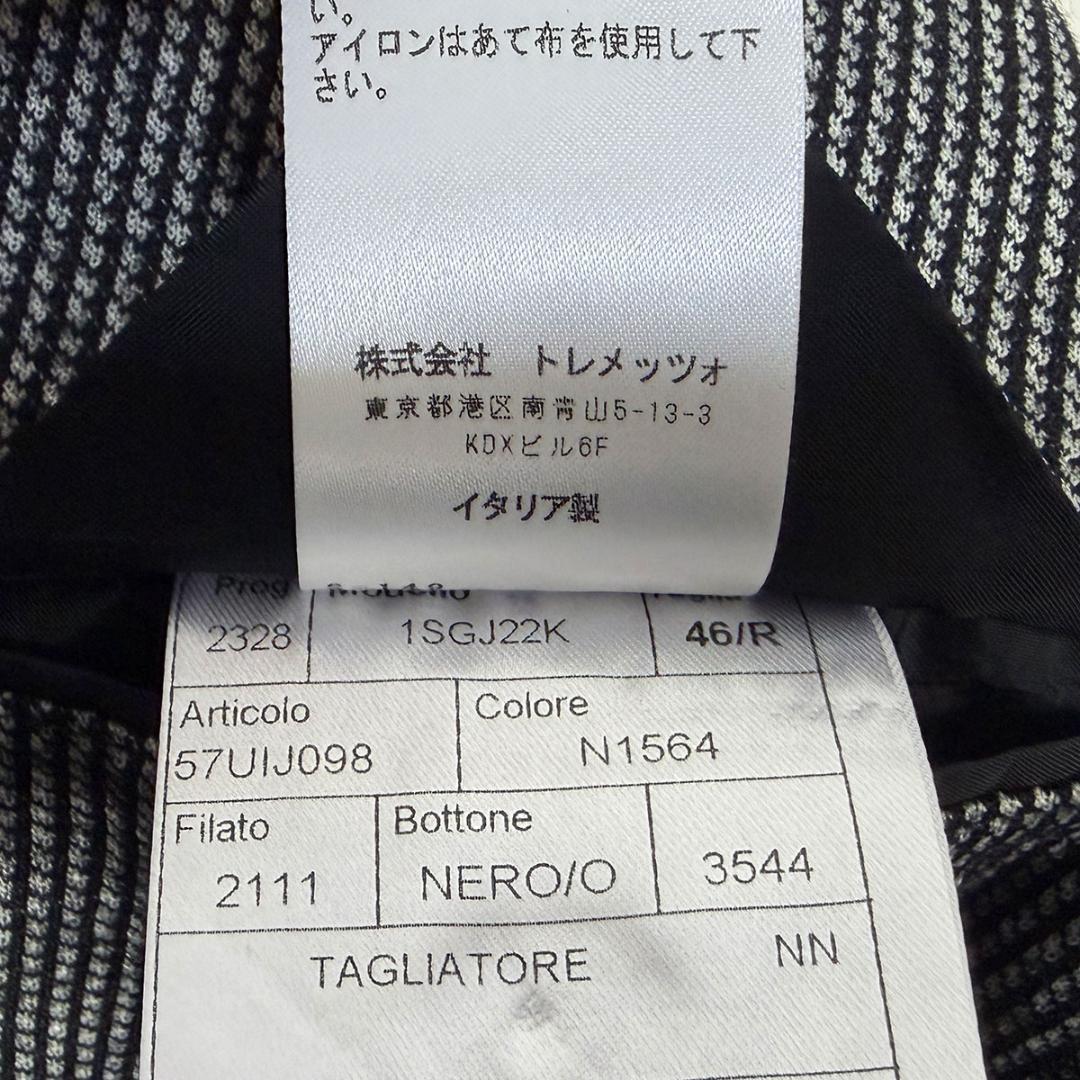 い。
アイロンはあて布を使用して下
さい。
株式会社 トレメッツォ
東京都港区南青山5-13-3
KDXビル6F
イタリア製
Prog Modello Taglia
2328 1SGJ22K 46/R
Articolo Colore
57UIJ098 N1564
Filato Bottone
2111 NERO/O 3544
TAGLIATORE NN